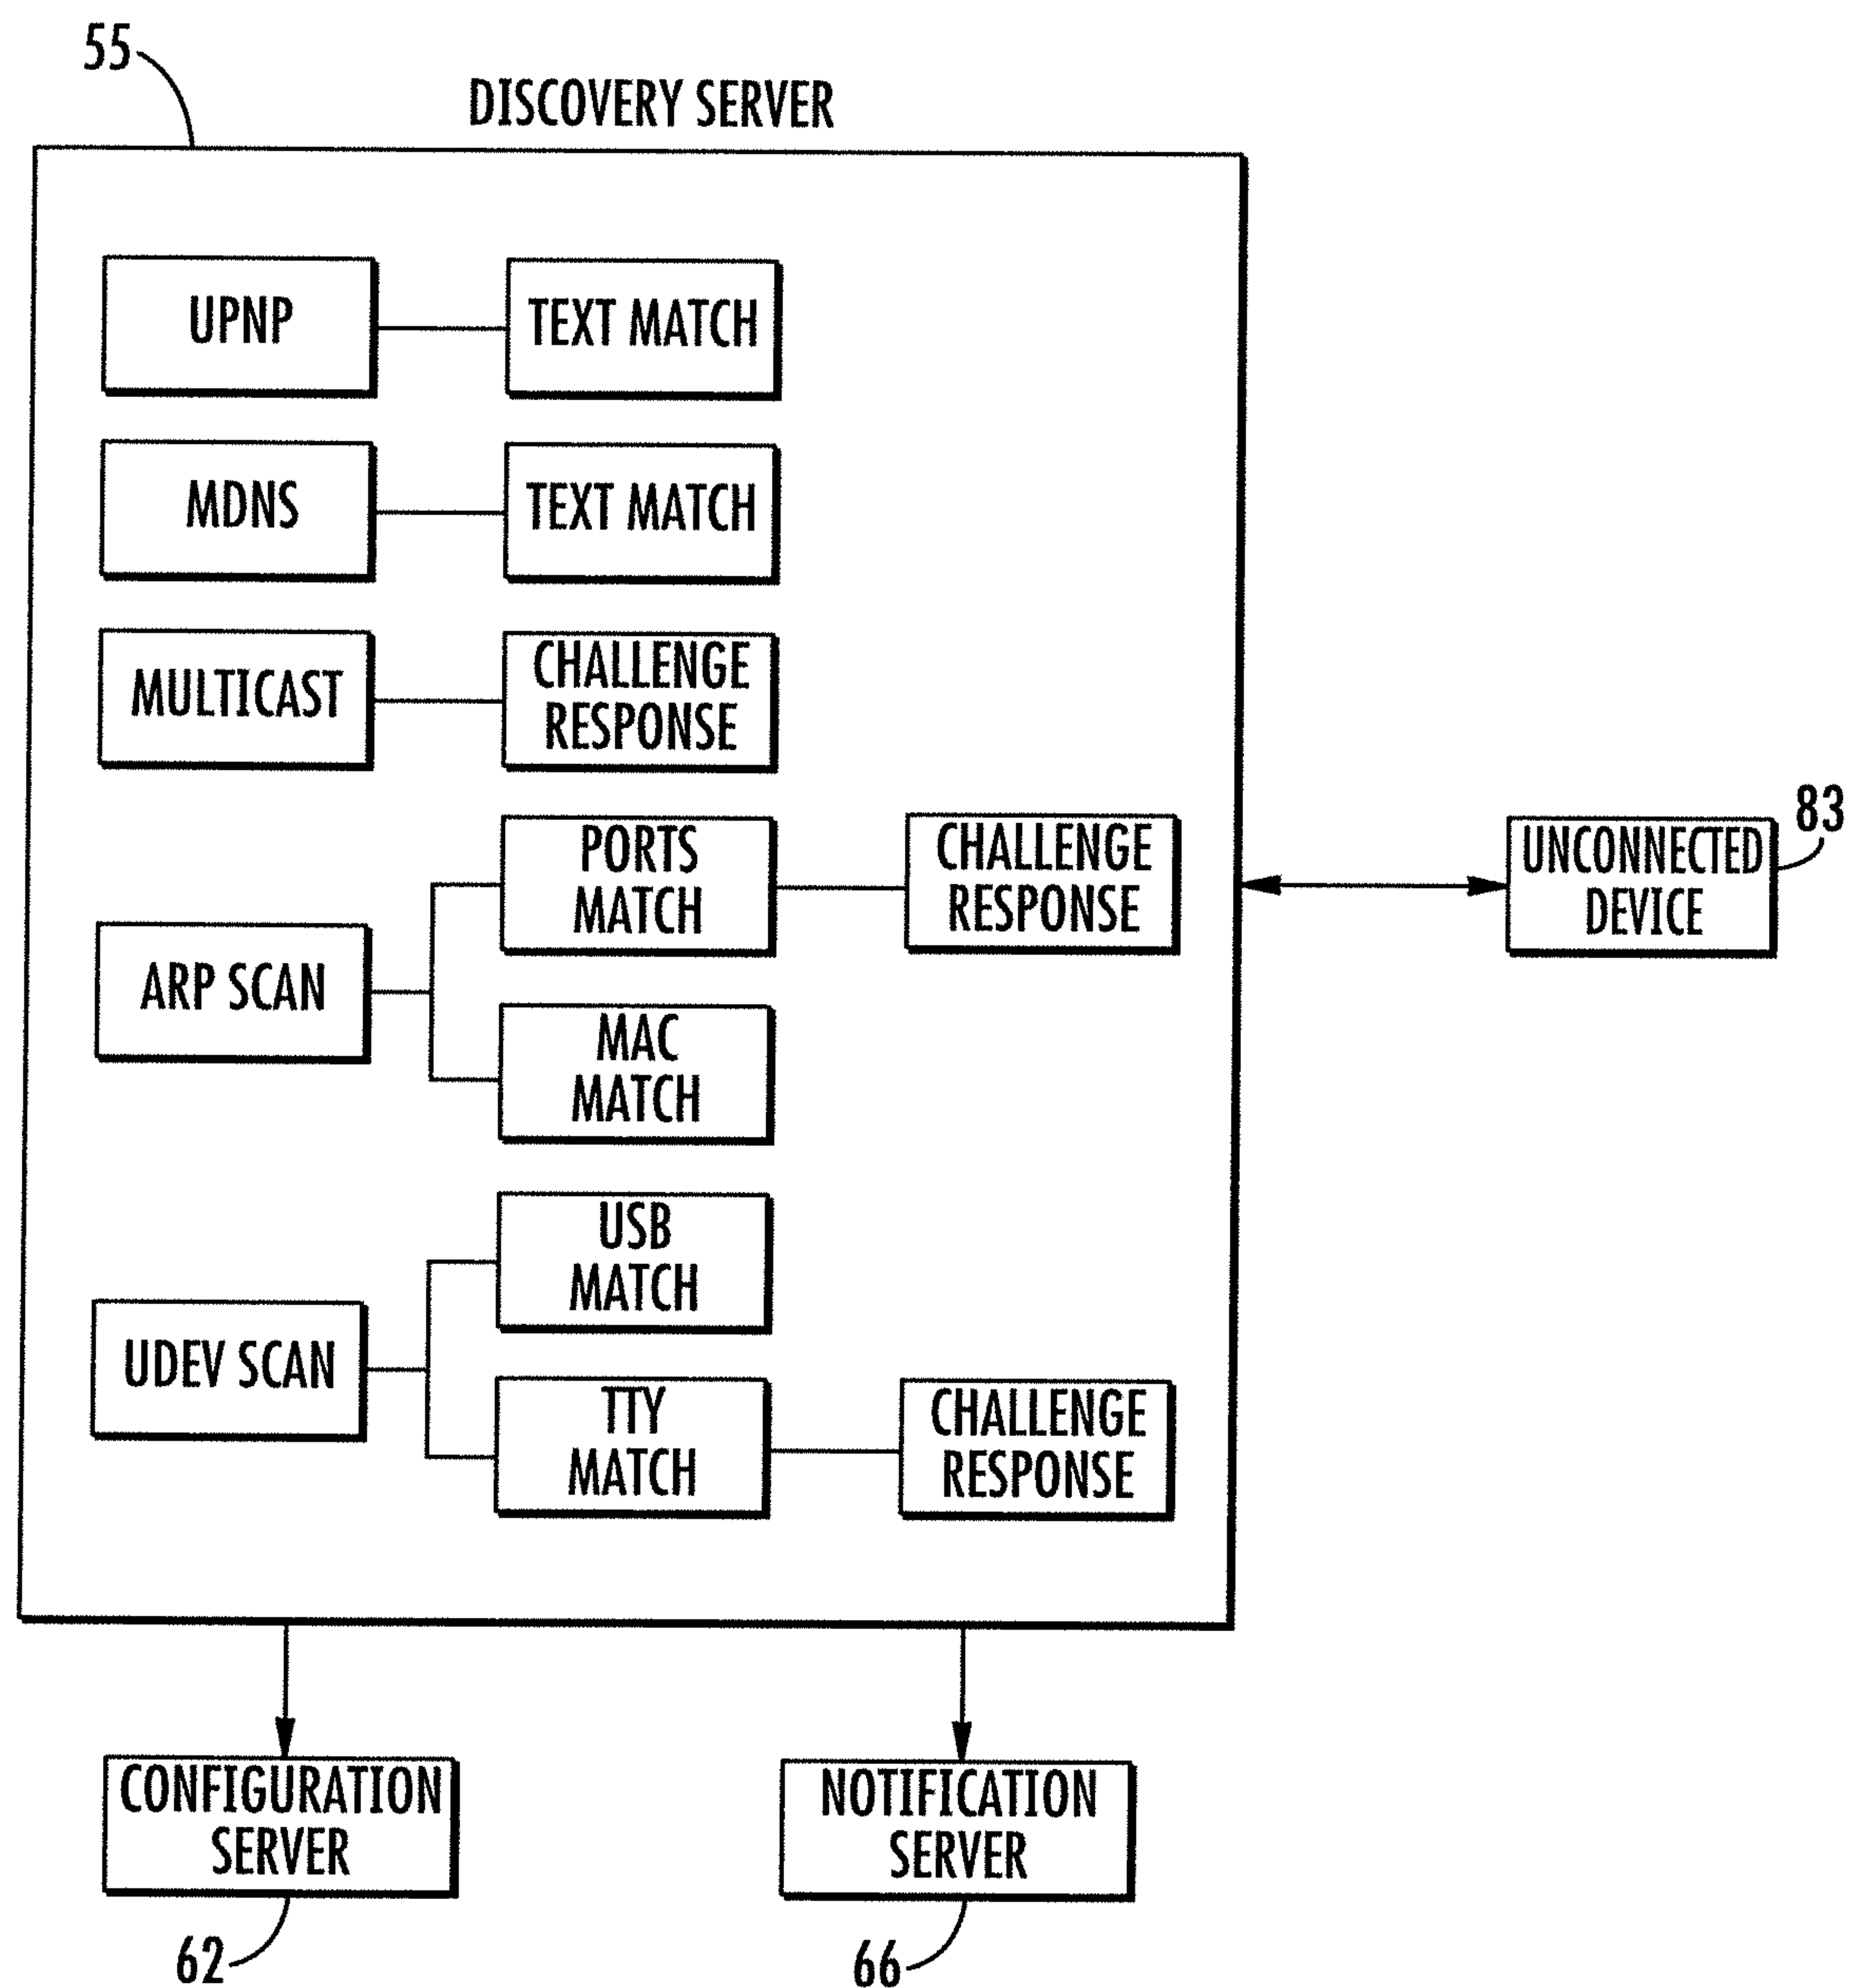 55
DISCOVERY SERVER
UPNP
TEXT MATCH
MDNS
TEXT MATCH
MULTICAST
CHALLENGE
RESPONSE
ARP SCAN
PORTS
MATCH
CHALLENGE
RESPONSE
MAC
MATCH
UDEV SCAN
USB
MATCH
TTY
MATCH
CHALLENGE
RESPONSE
83
UNCONNECTED
DEVICE
CONFIGURATION
SERVER
62
NOTIFICATION
SERVER
66